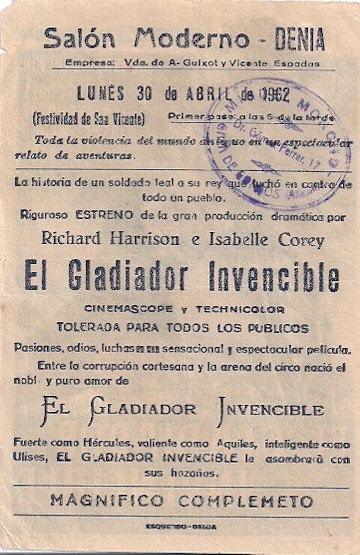 Salón Moderno - DENIA
Empresa: Vda. de A- Guixot y Vicente Espadas
LUNES 30 de ABRIL de 1962
(Festividad de San Vicente) Primer pase a las 5 de la tarde
Toda la violencia del mundo antiguo en un espectacular
relato de aventuras.
Dr. Ferrer, 17
La historia de un soldado leal a su rey que luchó en contra de
todo un pueblo.
Riguroso ESTRENO de la gran producción dramática por
Richard Harrison e Isabelle Corey
El Gladiador Invencible
CINEMASCOPE y TECHNICOLOR
TOLERADA PARA TODOS LOS PUBLICOS
Pasiones, odios, luchas en un sensacional y espectacular película.
Entre la corrupción cortesana y la arena del circo nació el
nobl y puro amor de
EL GLADIADOR INVENCIBLE
Fuerte como Hércules, valiente como Aquiles, inteligente como
Ulises, EL GLADIADOR INVENCIBLE le asombrará con
sus hazañas.
MAGNIFICO COMPLEMETO
-DENIA